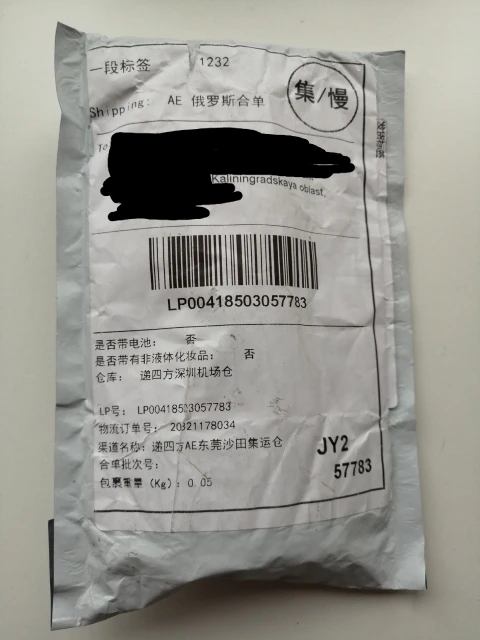 一段标签 1232
集/慢
Shipping: AE 俄罗斯合单
To
Kaliningradskaya oblast,
LP00418503057783
是否带电池: 否
是否带有非液体化妆品: 否
仓库: 递四方深圳机场仓
LP号: LP00418503057783
物流订单号: 20821178034
渠道名称: 递四方AE东莞沙田集运仓
JY2
合单批次号:
57783
包裹重量(Kg): 0.05